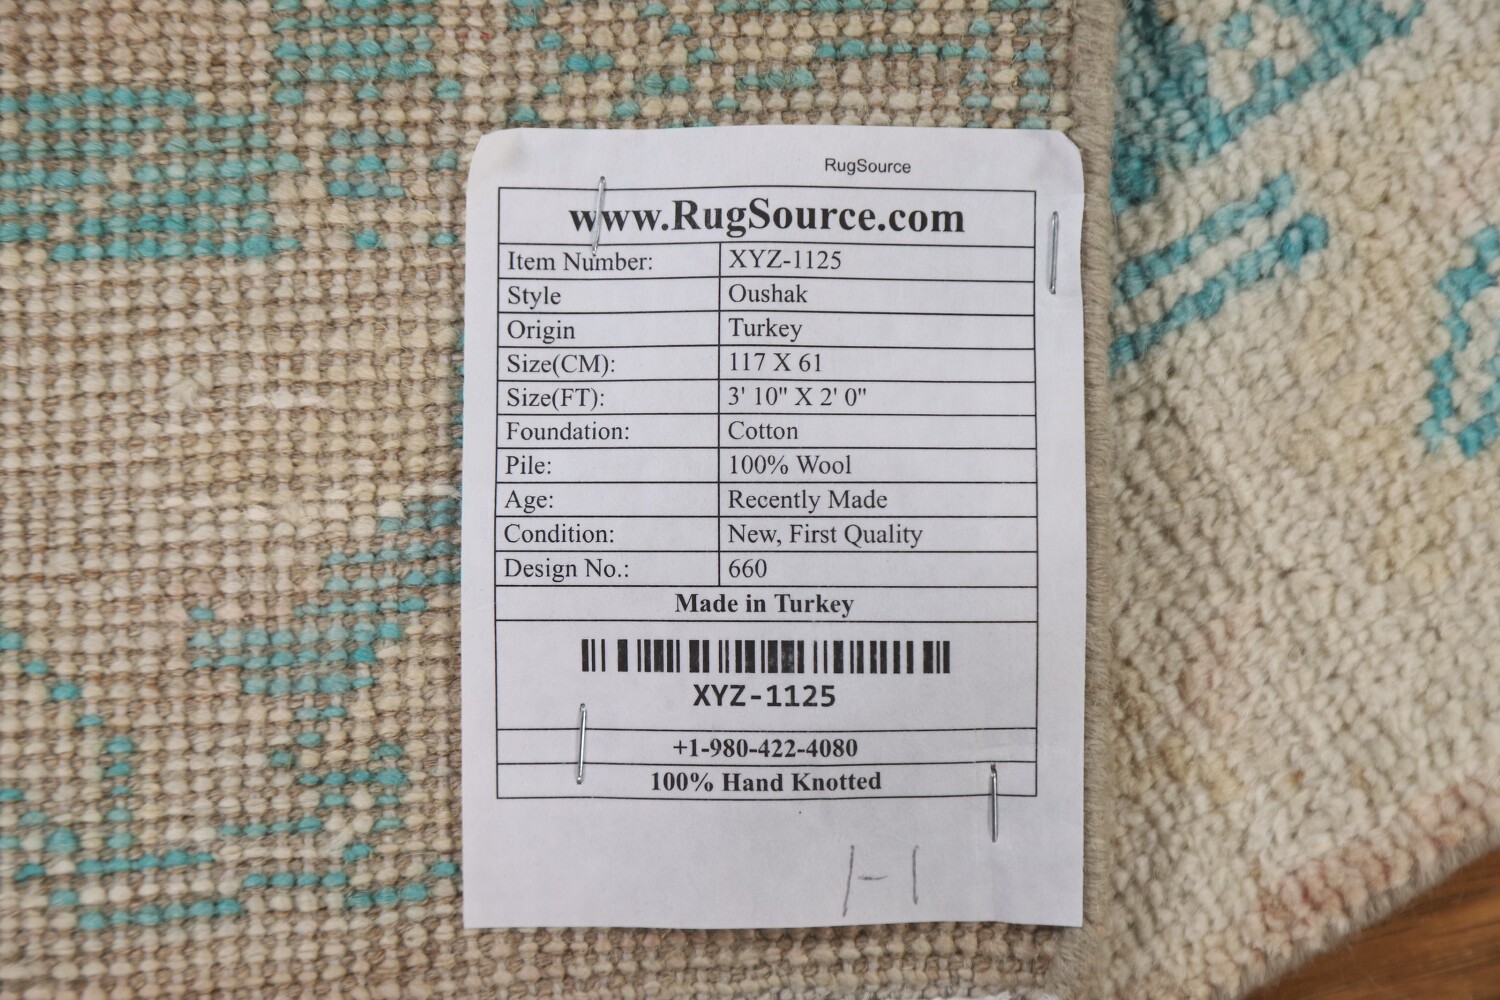 RugSource
www.RugSource.com
Item Number: XYZ-1125
Style Oushak
Origin Turkey
Size(CM): 117 X 61
Size(FT): 3' 10" X 2' 0"
Foundation: Cotton
Pile: 100% Wool
Age: Recently Made
Condition: New, First Quality
Design No.: 660
Made in Turkey
XYZ-1125
+1-980-422-4080
100% Hand Knotted
1-1